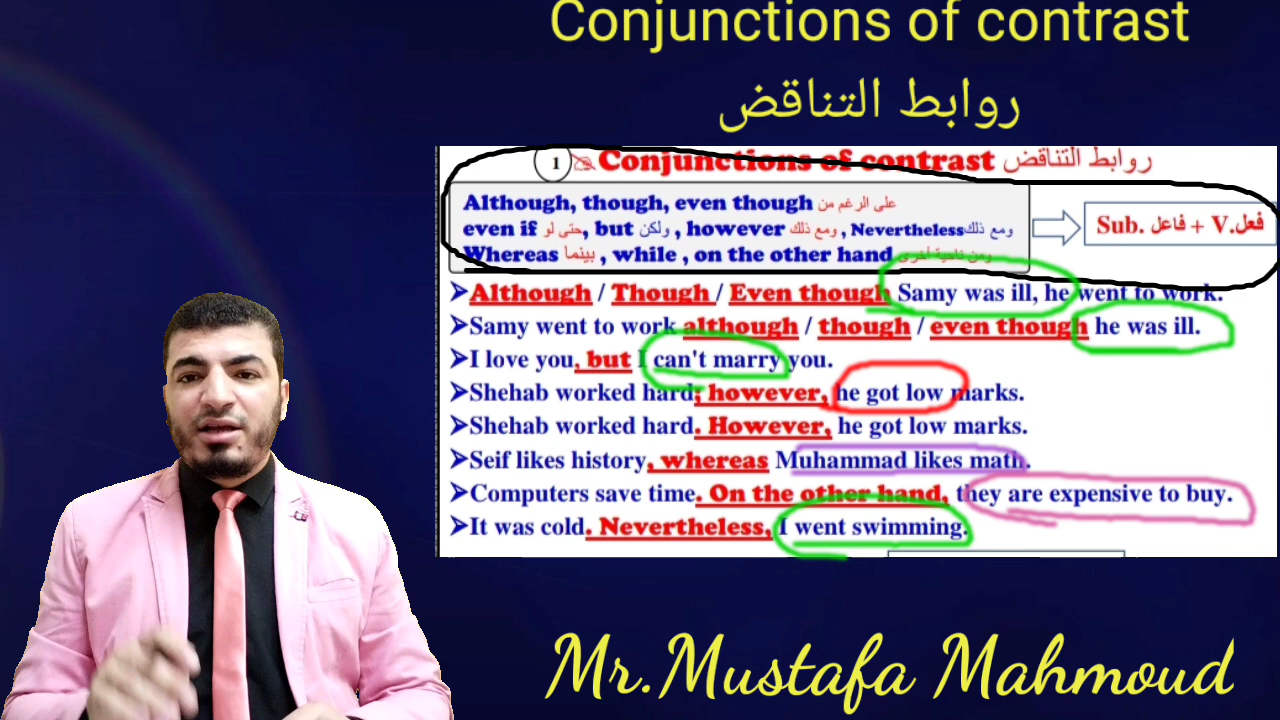 Conjunctions of contrast
روابط التناقض
1 Conjunctions of contrast روابط التناقض
Although, though, even though على الرغم من
even if حتى لو, but ولكن , however ومع ذلك , Nevertheless ومع ذلك
Whereas بينما , while , on the other hand ومن ناحية أخرى
Sub. فاعل + V. فعل
➤Although / Though / Even though Samy was ill, he went to work.
➤Samy went to work although / though / even though he was ill.
➤I love you, but I can't marry you.
➤Shehab worked hard; however, he got low marks.
➤Shehab worked hard. However, he got low marks.
➤Seif likes history, whereas Muhammad likes math.
➤Computers save time. On the other hand, they are expensive to buy.
➤It was cold. Nevertheless, I went swimming.
Mr.Mustafa Mahmoud